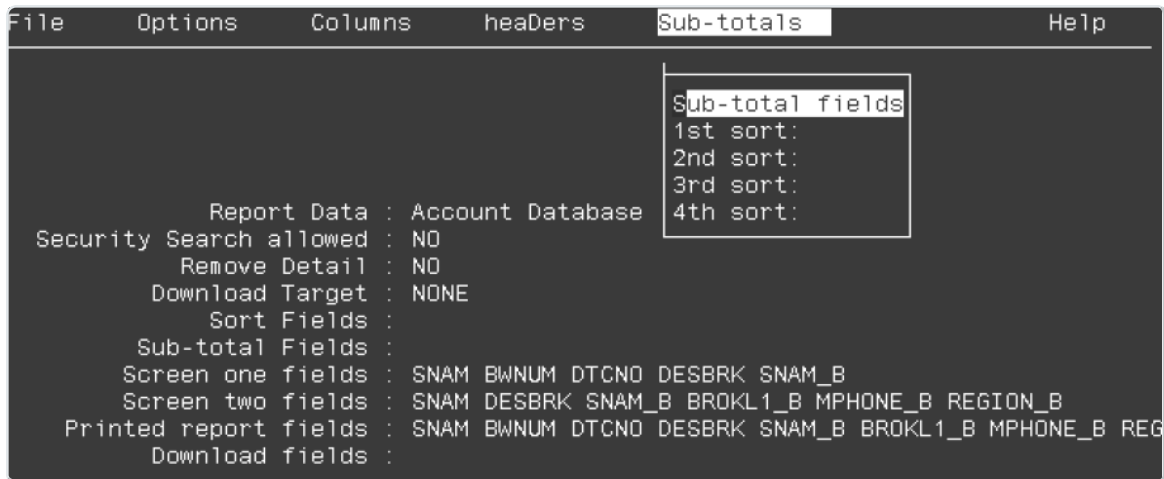 File Options Columns heaDers Sub-totals Help
Sub-total fields
1st sort:
2nd sort:
3rd sort:
4th sort:
Report Data : Account Database
Security Search allowed : NO
Remove Detail : NO
Download Target : NONE
Sort Fields :
Sub-total Fields :
Screen one fields : SNAM BWNUM DTCNO DESBRK SNAM_B
Screen two fields : SNAM DESBRK SNAM_B BROKL1_B MPHONE_B REGION_B
Printed report fields : SNAM BWNUM DTCNO DESBRK SNAM_B BROKL1_B MPHONE_B REG
Download fields :